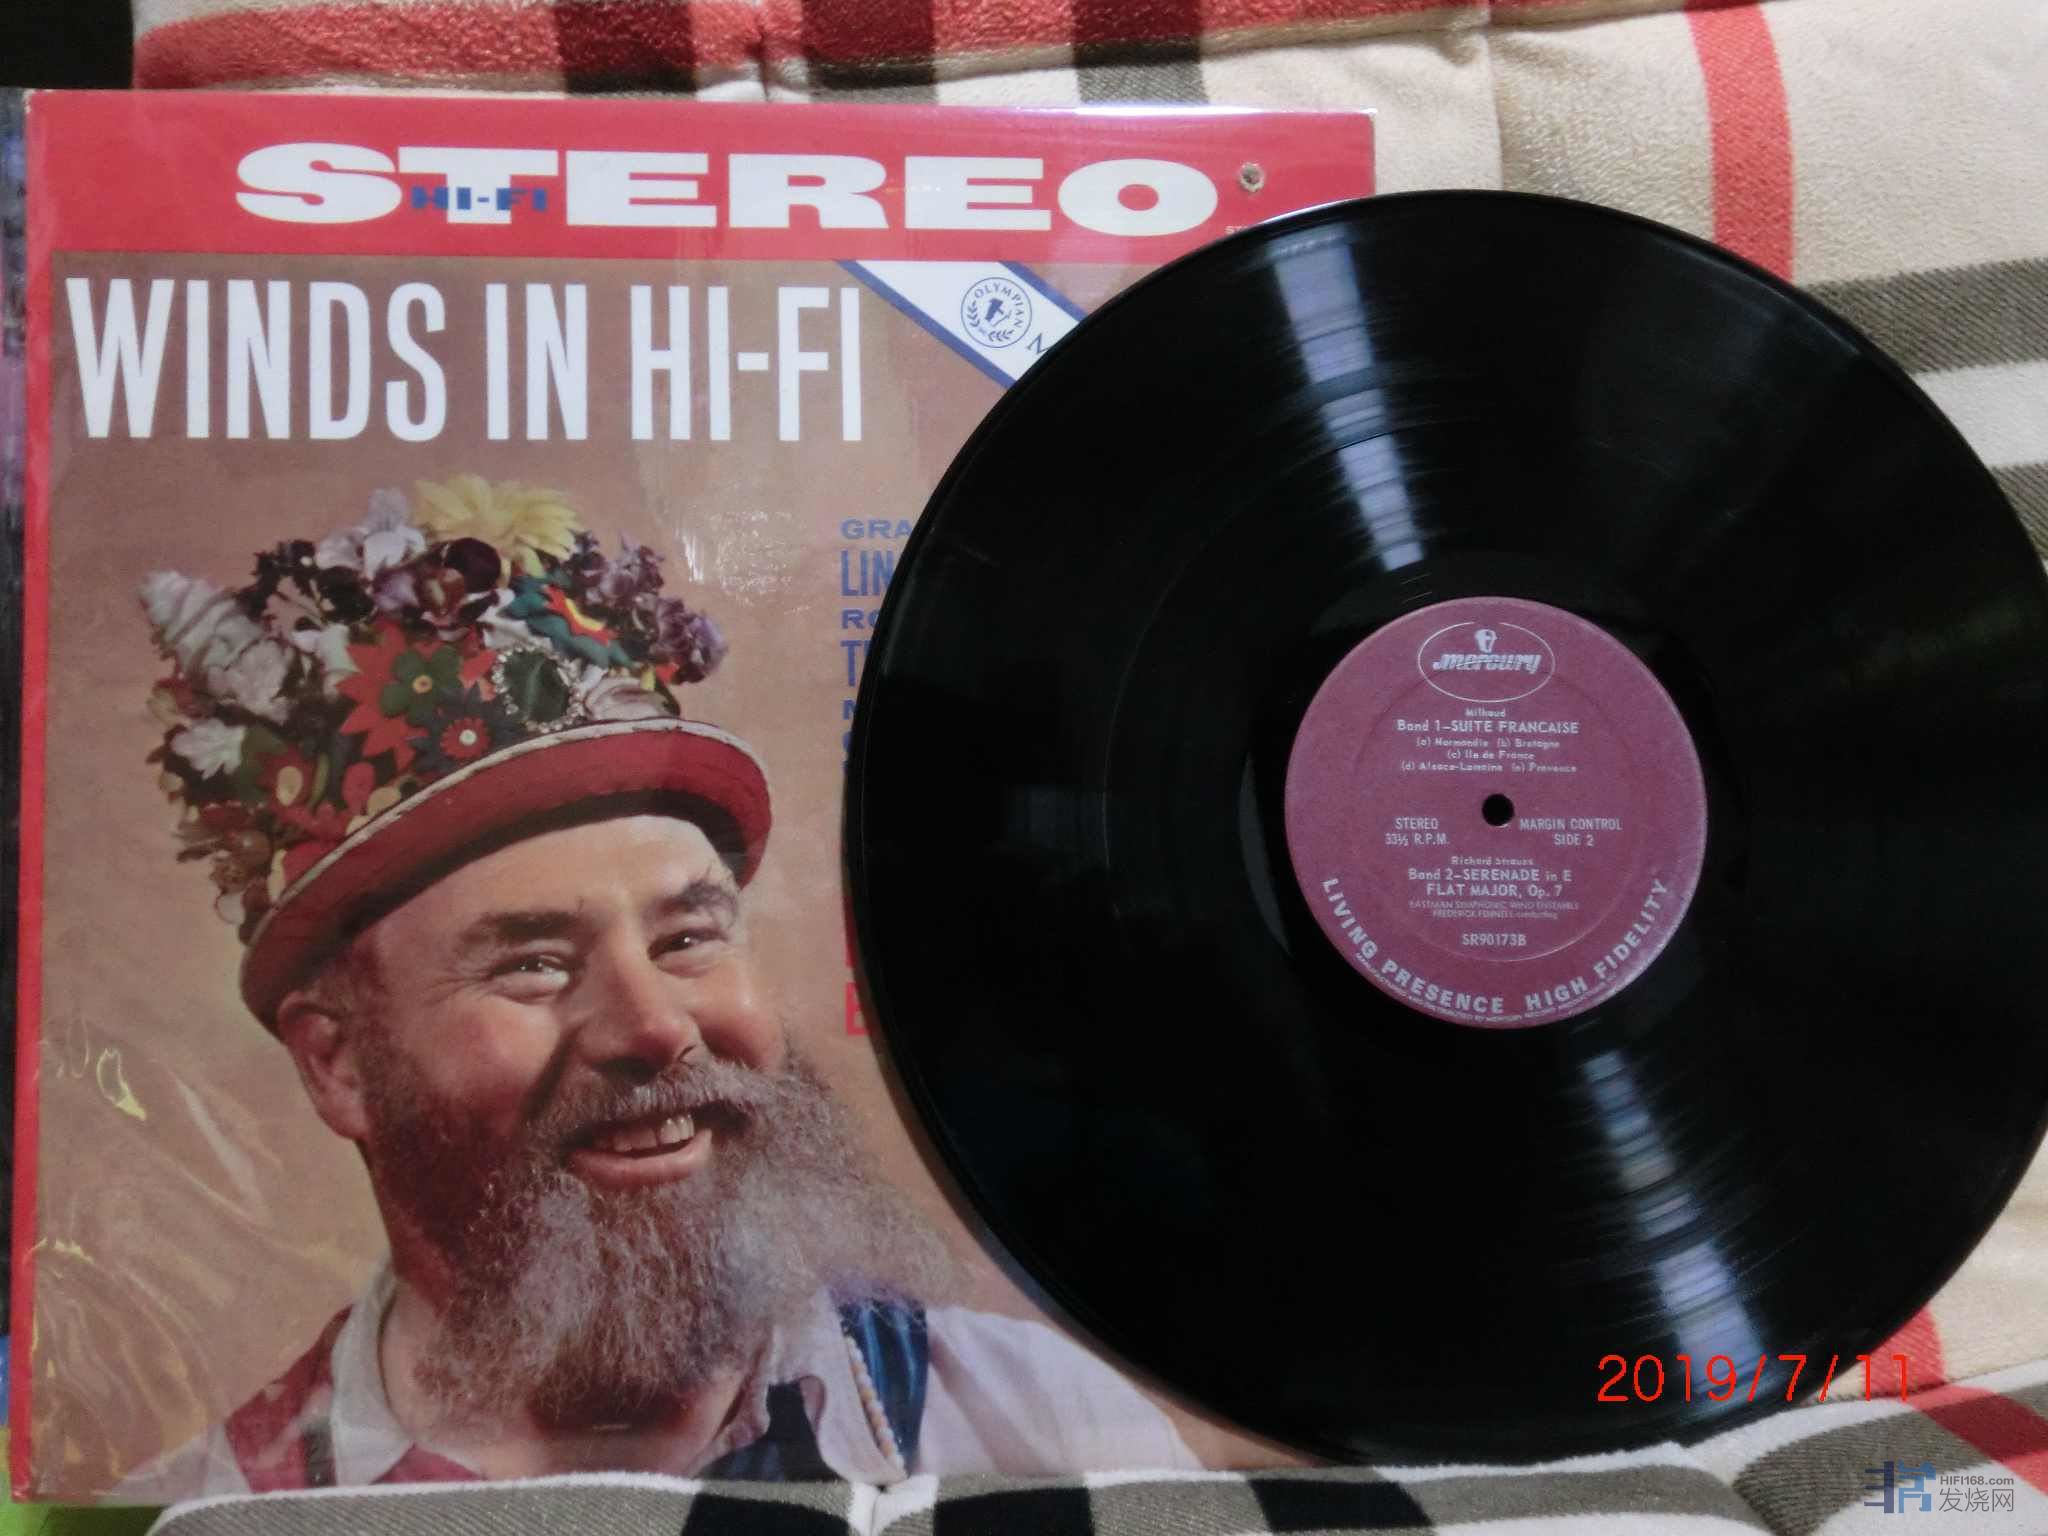 STEREO
HI-FI
WINDS IN HI-FI
OLYMPIAN
M
GRA
LIN
mercury
Milhaud
Band 1–SUITE FRANCAISE
(a) Normandie (b) Bretagne
(c) Ile de France
(d) Alsace-Lorraine (e) Provence
STEREO MARGIN CONTROL
33⅓ R.P.M. SIDE 2
Richard Strauss
Band 2–SERENADE in E
FLAT MAJOR, Op. 7
EASTMAN SYMPHONIC WIND ENSEMBLE
FREDERICK FENNELL conducting
SR90173B
LIVING PRESENCE HIGH FIDELITY
2019/7/11
HIFI168.com
发烧网